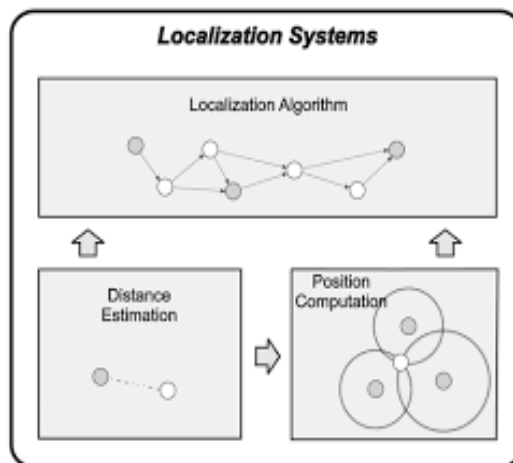 Localization Systems
Localization Algorithm
Distance
Estimation
Position
Computation